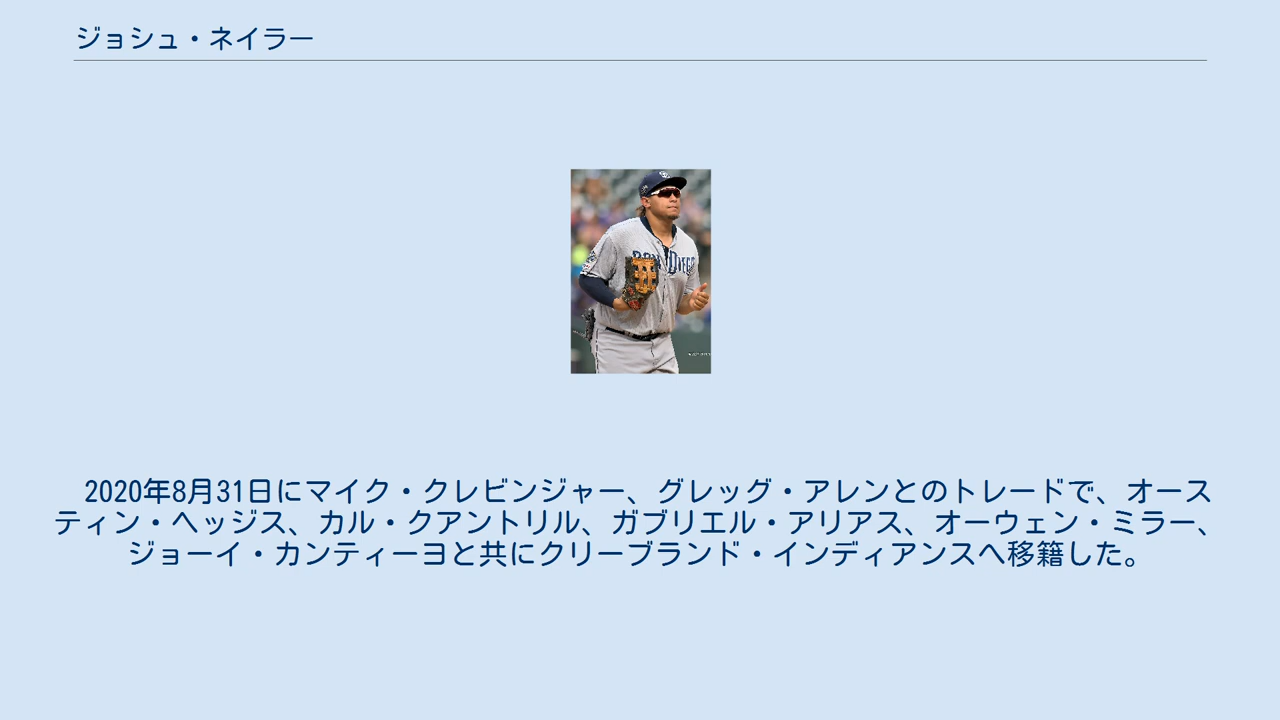 ジョシュ・ネイラー
SAN DIEGO
2020年8月31日にマイク・クレビンジャー、グレッグ・アレンとのトレードで、オース
ティン・ヘッジス、カル・クアントリル、ガブリエル・アリアス、オーウェン・ミラー、
ジョーイ・カンティーヨと共にクリーブランド・インディアンスへ移籍した。